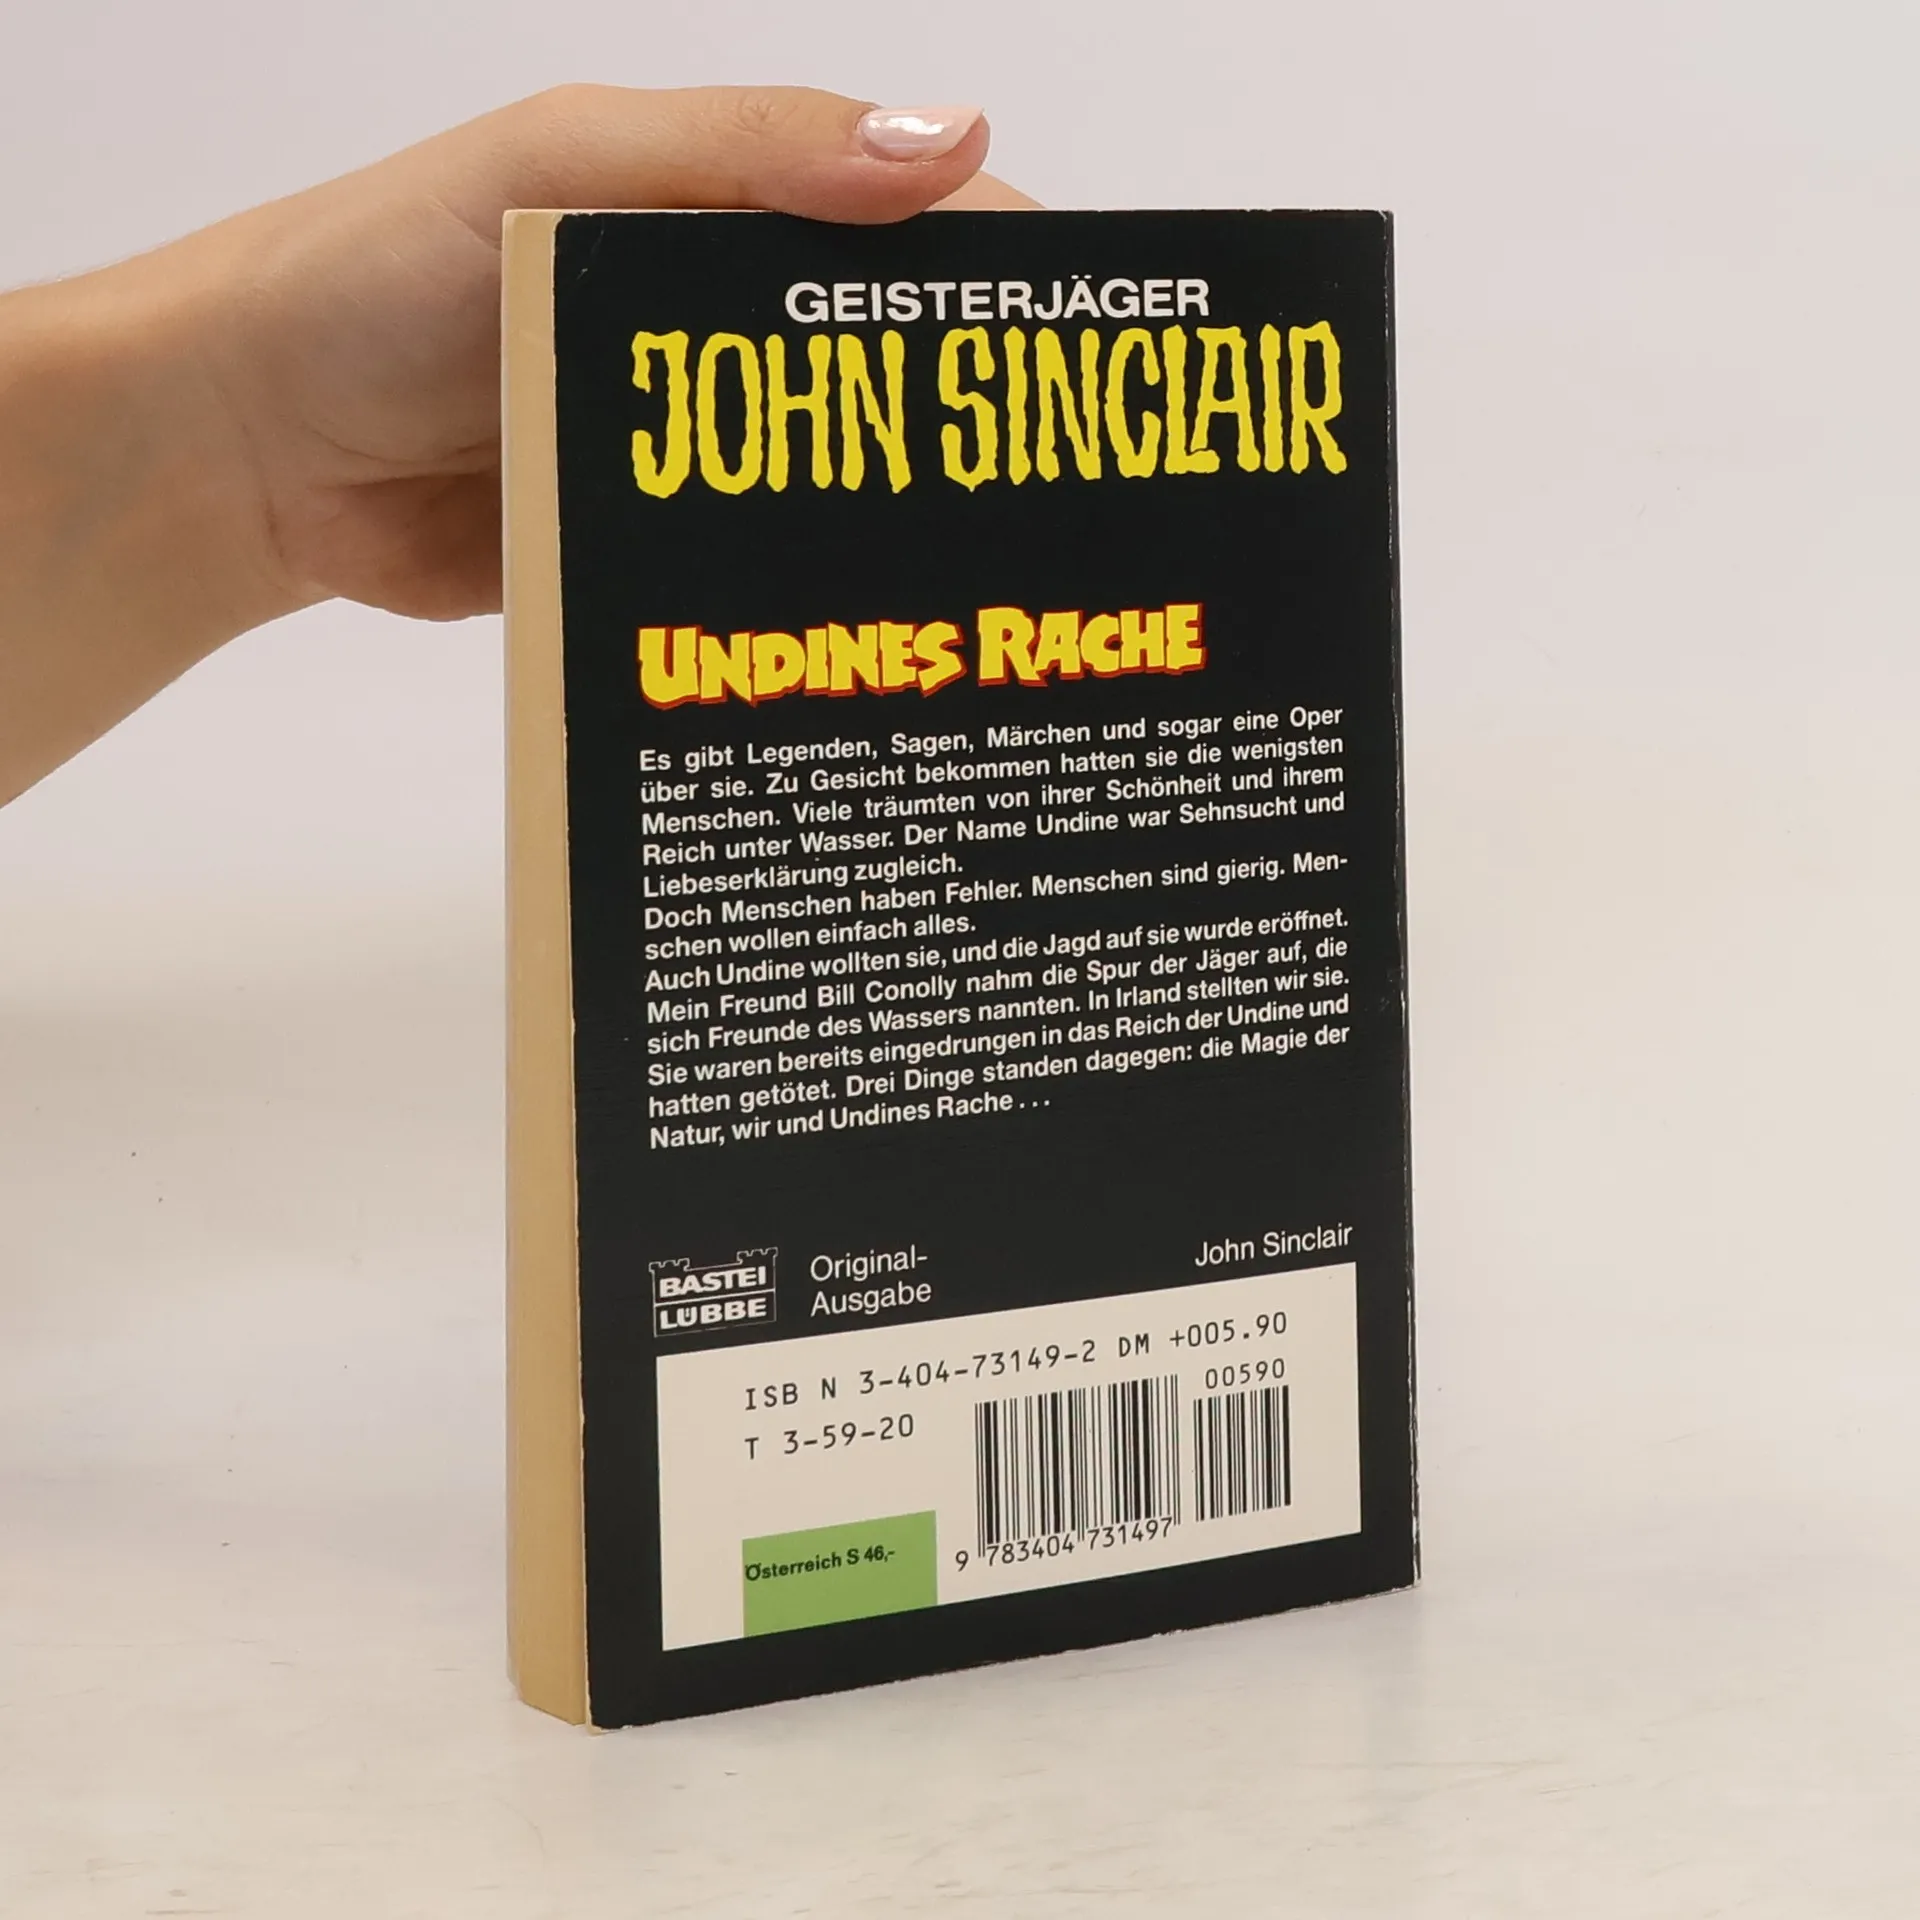 GEISTERJÄGER
JOHN SINCLAIR
UNDINES RACHE
Es gibt Legenden, Sagen, Märchen und sogar eine Oper
über sie. Zu Gesicht bekommen hatten sie die wenigsten
Menschen. Viele träumten von ihrer Schönheit und ihrem
Reich unter Wasser. Der Name Undine war Sehnsucht und
Liebeserklärung zugleich.
Doch Menschen haben Fehler. Menschen sind gierig. Men-
schen wollen einfach alles.
Auch Undine wollten sie, und die Jagd auf sie wurde eröffnet.
Mein Freund Bill Conolly nahm die Spur der Jäger auf, die
sich Freunde des Wassers nannten. In Irland stellten wir sie.
Sie waren bereits eingedrungen in das Reich der Undine und
hatten getötet. Drei Dinge standen dagegen: die Magie der
Natur, wir und Undines Rache . . .
John Sinclair
BASTEI
LÜBBE
Original-
Ausgabe
ISB N 3-404-73149-2 DM +005.90
00590
T 3-59-20
Österreich S 46,-
9 783404 731497